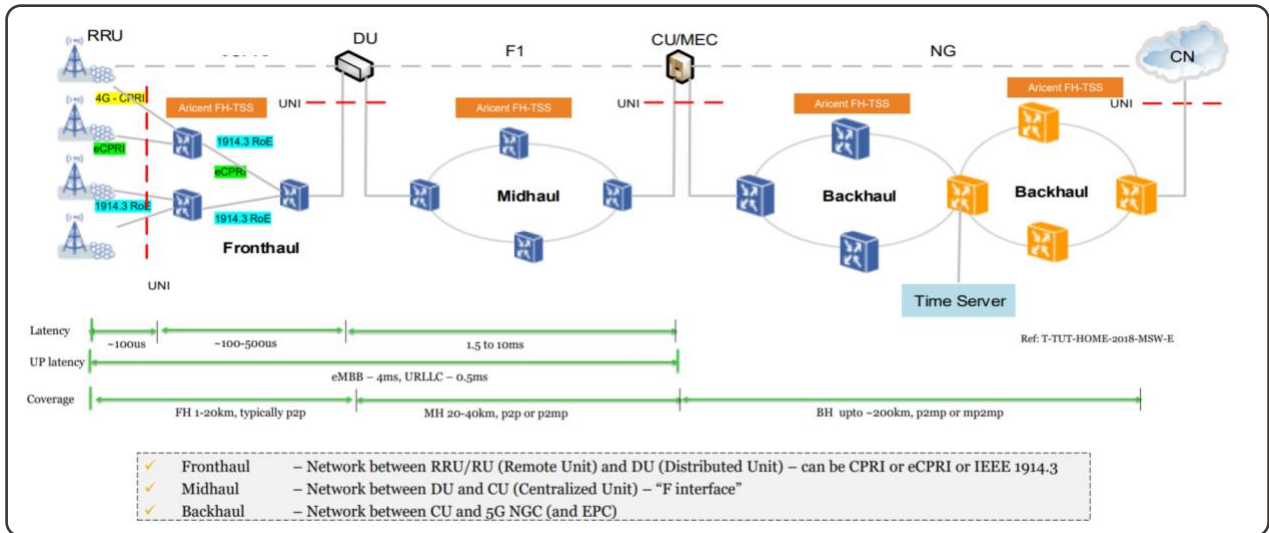 RRU
DU
F1
CU/MEC
NG
CN
4G - CPRI
Aricent FH-TSS
UNI
Aricent FH-TSS
UNI
Aricent FH-TSS
Aricent FH-TSS
UNI
1914.3 RoE
eCPRI
eCPRi
Midhaul
Backhaul
Backhaul
1914.3 RoE
1914.3 RoE
Fronthaul
UNI
Time Server
Latency
~100us
~100-500us
1.5 to 10ms
Ref: T-TUT-HOME-2018-MSW-E
UP latency
eMBB – 4ms, URLLC – 0.5ms
Coverage
FH 1-20km, typically p2p
MH 20-40km, p2p or p2mp
BH upto ~200km, p2mp or mp2mp
✓ Fronthaul – Network between RRU/RU (Remote Unit) and DU (Distributed Unit) – can be CPRI or eCPRI or IEEE 1914.3
✓ Midhaul – Network between DU and CU (Centralized Unit) – “F interface”
✓ Backhaul – Network between CU and 5G NGC (and EPC)